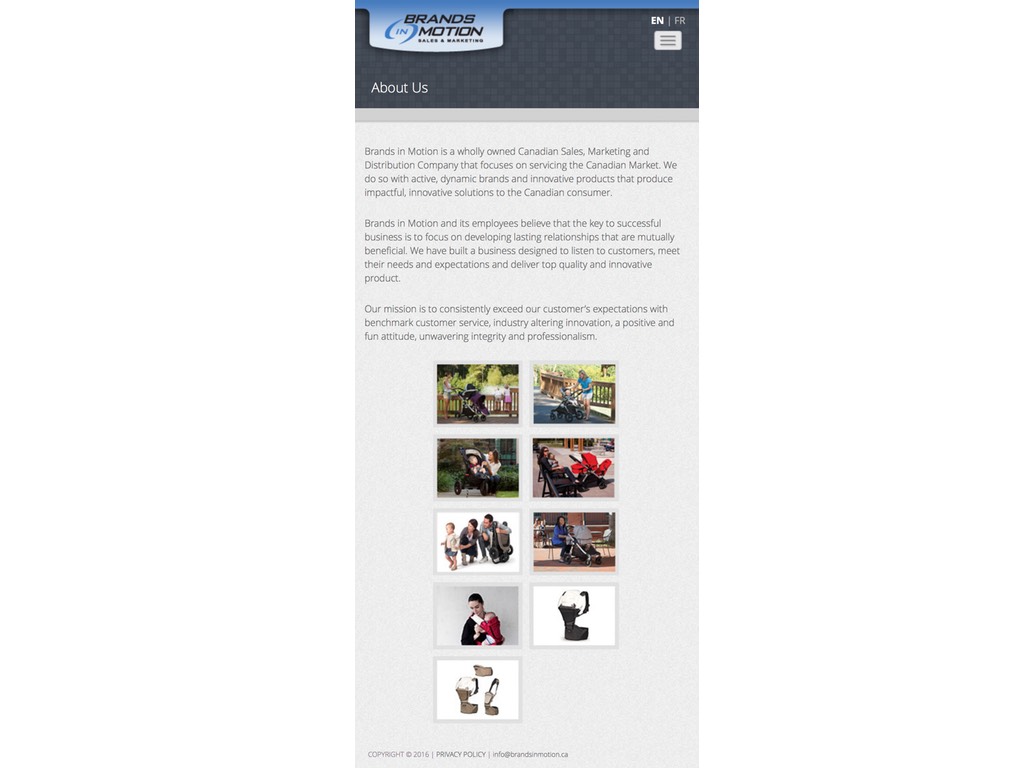 BRANDS
IN MOTION
SALES & MARKETING
EN | FR
About Us
Brands in Motion is a wholly owned Canadian Sales, Marketing and
Distribution Company that focuses on servicing the Canadian Market. We
do so with active, dynamic brands and innovative products that produce
impactful, innovative solutions to the Canadian consumer.
Brands in Motion and its employees believe that the key to successful
business is to focus on developing lasting relationships that are mutually
beneficial. We have built a business designed to listen to customers, meet
their needs and expectations and deliver top quality and innovative
product.
Our mission is to consistently exceed our customer's expectations with
benchmark customer service, industry altering innovation, a positive and
fun attitude, unwavering integrity and professionalism.
COPYRIGHT © 2016 | PRIVACY POLICY | info@brandsinmotion.ca